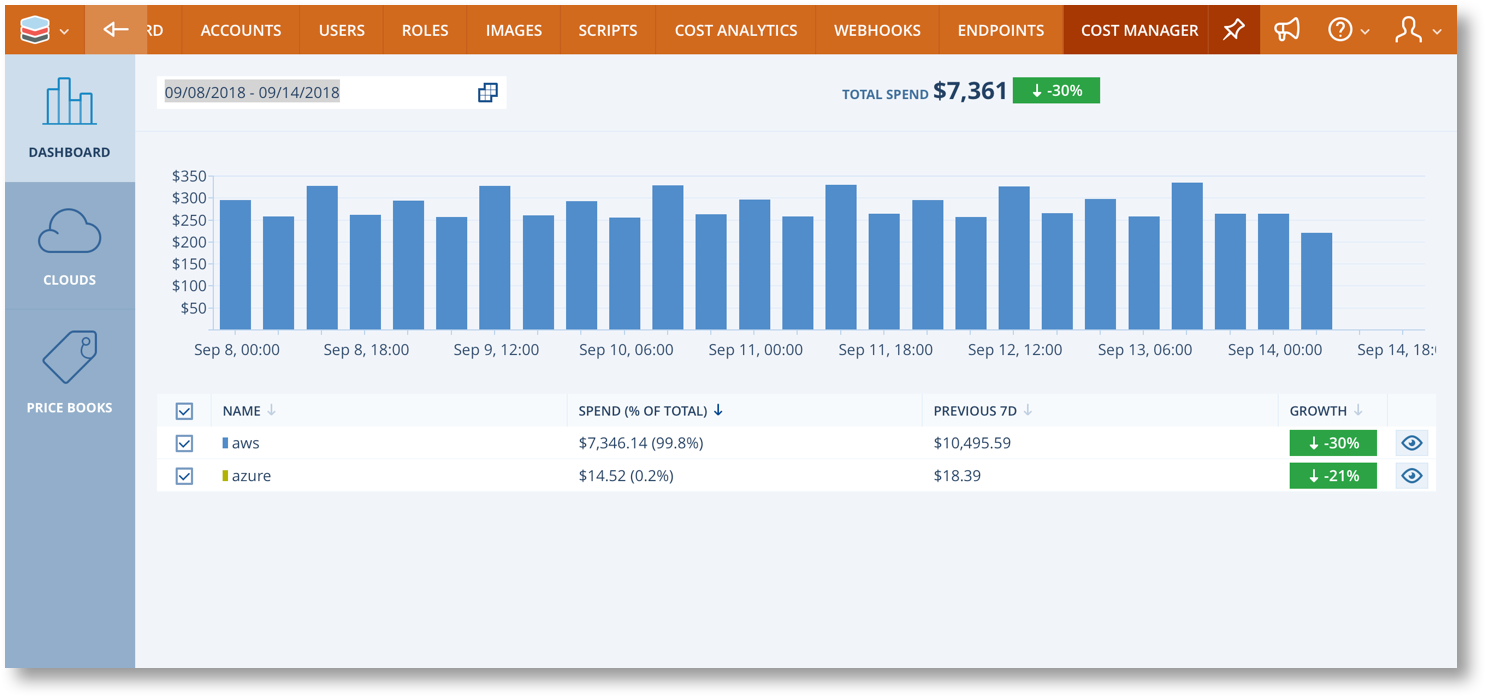 RD ACCOUNTS USERS ROLES IMAGES SCRIPTS COST ANALYTICS WEBHOOKS ENDPOINTS COST MANAGER
DASHBOARD
CLOUDS
PRICE BOOKS
09/08/2018 - 09/14/2018
TOTAL SPEND $7,361 ↓ -30%
$350
$300
$250
$200
$150
$100
$50
Sep 8, 00:00 Sep 8, 18:00 Sep 9, 12:00 Sep 10, 06:00 Sep 11, 00:00 Sep 11, 18:00 Sep 12, 12:00 Sep 13, 06:00 Sep 14, 00:00 Sep 14, 18:
NAME ↓ SPEND (% OF TOTAL) ↓ PREVIOUS 7D ↓ GROWTH ↓
aws $7,346.14 (99.8%) $10,495.59 ↓ -30%
azure $14.52 (0.2%) $18.39 ↓ -21%